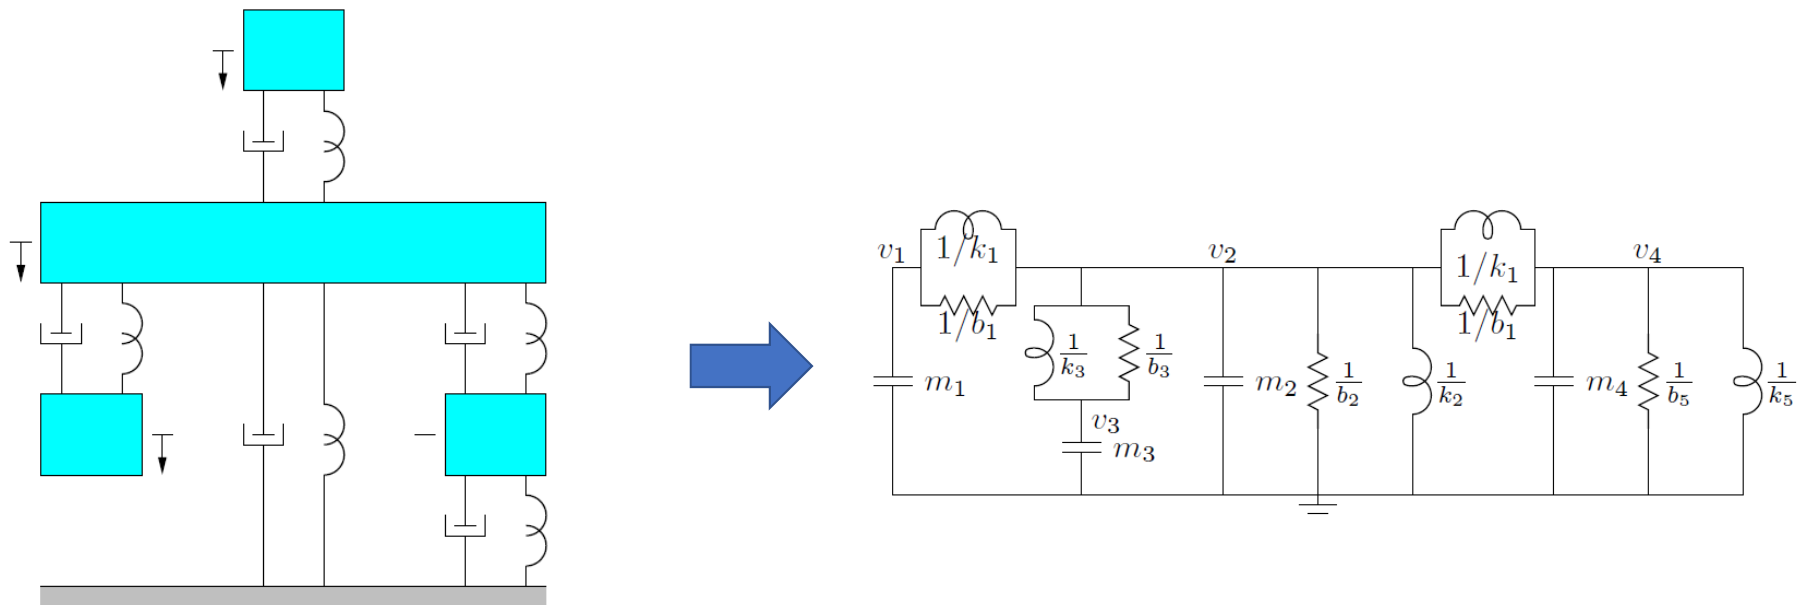 v₁
1/k₁
1/b₁
v₂
1/k₁
1/b₁
v₄
1/k₃
1/b₃
m₁
m₂
1/b₂
1/k₂
m₄
1/b₅
1/k₅
v₃
m₃